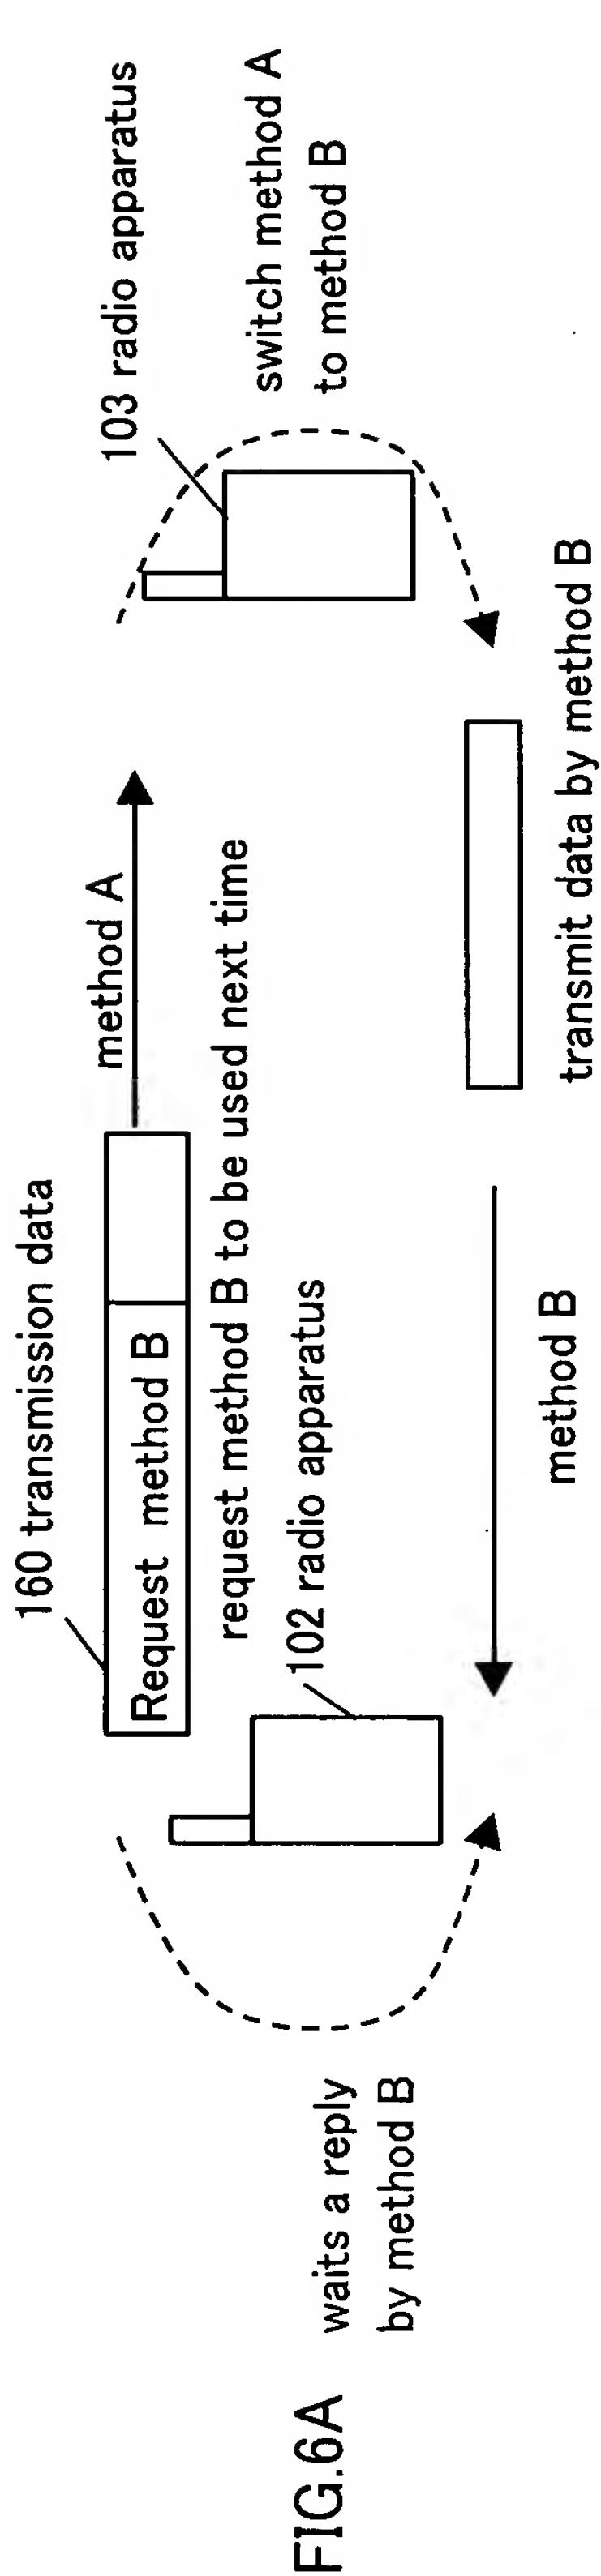 160 transmission data
method A
103 radio apparatus
Request method B
request method B to be used next time
switch method A
to method B
102 radio apparatus
waits a reply
by method B
method B
transmit data by method B
FIG.6A